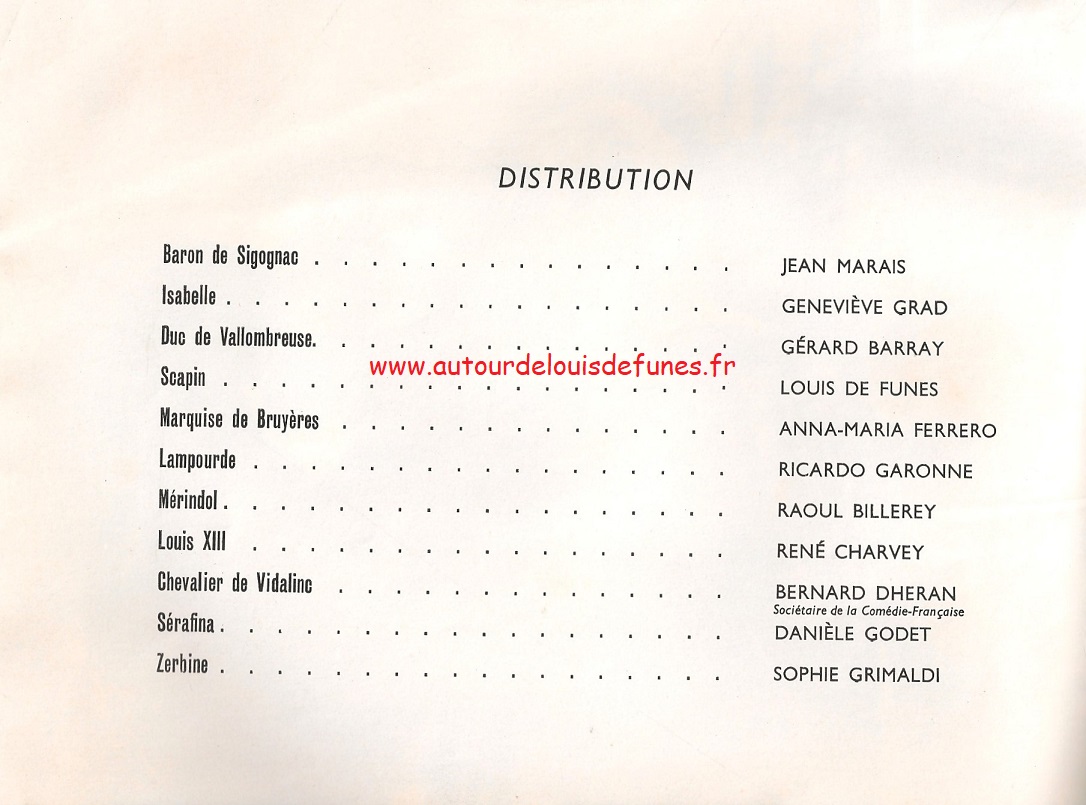 DISTRIBUTION
Baron de Sigognac . . . . . . . . . . . . . . . JEAN MARAIS
Isabelle . . . . . . . . . . . . . . . . . . GENEVIÈVE GRAD
Duc de Vallombreuse. . . . . . . . . . . . . . . GÉRARD BARRAY
www.autourdelouisdefunes.fr
Scapin . . . . . . . . . . . . . . . . . . LOUIS DE FUNES
Marquise de Bruyères . . . . . . . . . . . . . . ANNA-MARIA FERRERO
Lampourde . . . . . . . . . . . . . . . . . RICARDO GARONNE
Mérindol . . . . . . . . . . . . . . . . . . RAOUL BILLEREY
Louis XIII . . . . . . . . . . . . . . . . . RENÉ CHARVEY
Chevalier de Vidalinc . . . . . . . . . . . . . . BERNARD DHERAN
Sociétaire de la Comédie-Française
Sérafina . . . . . . . . . . . . . . . . . . DANIÈLE GODET
Zerbine . . . . . . . . . . . . . . . . . . SOPHIE GRIMALDI